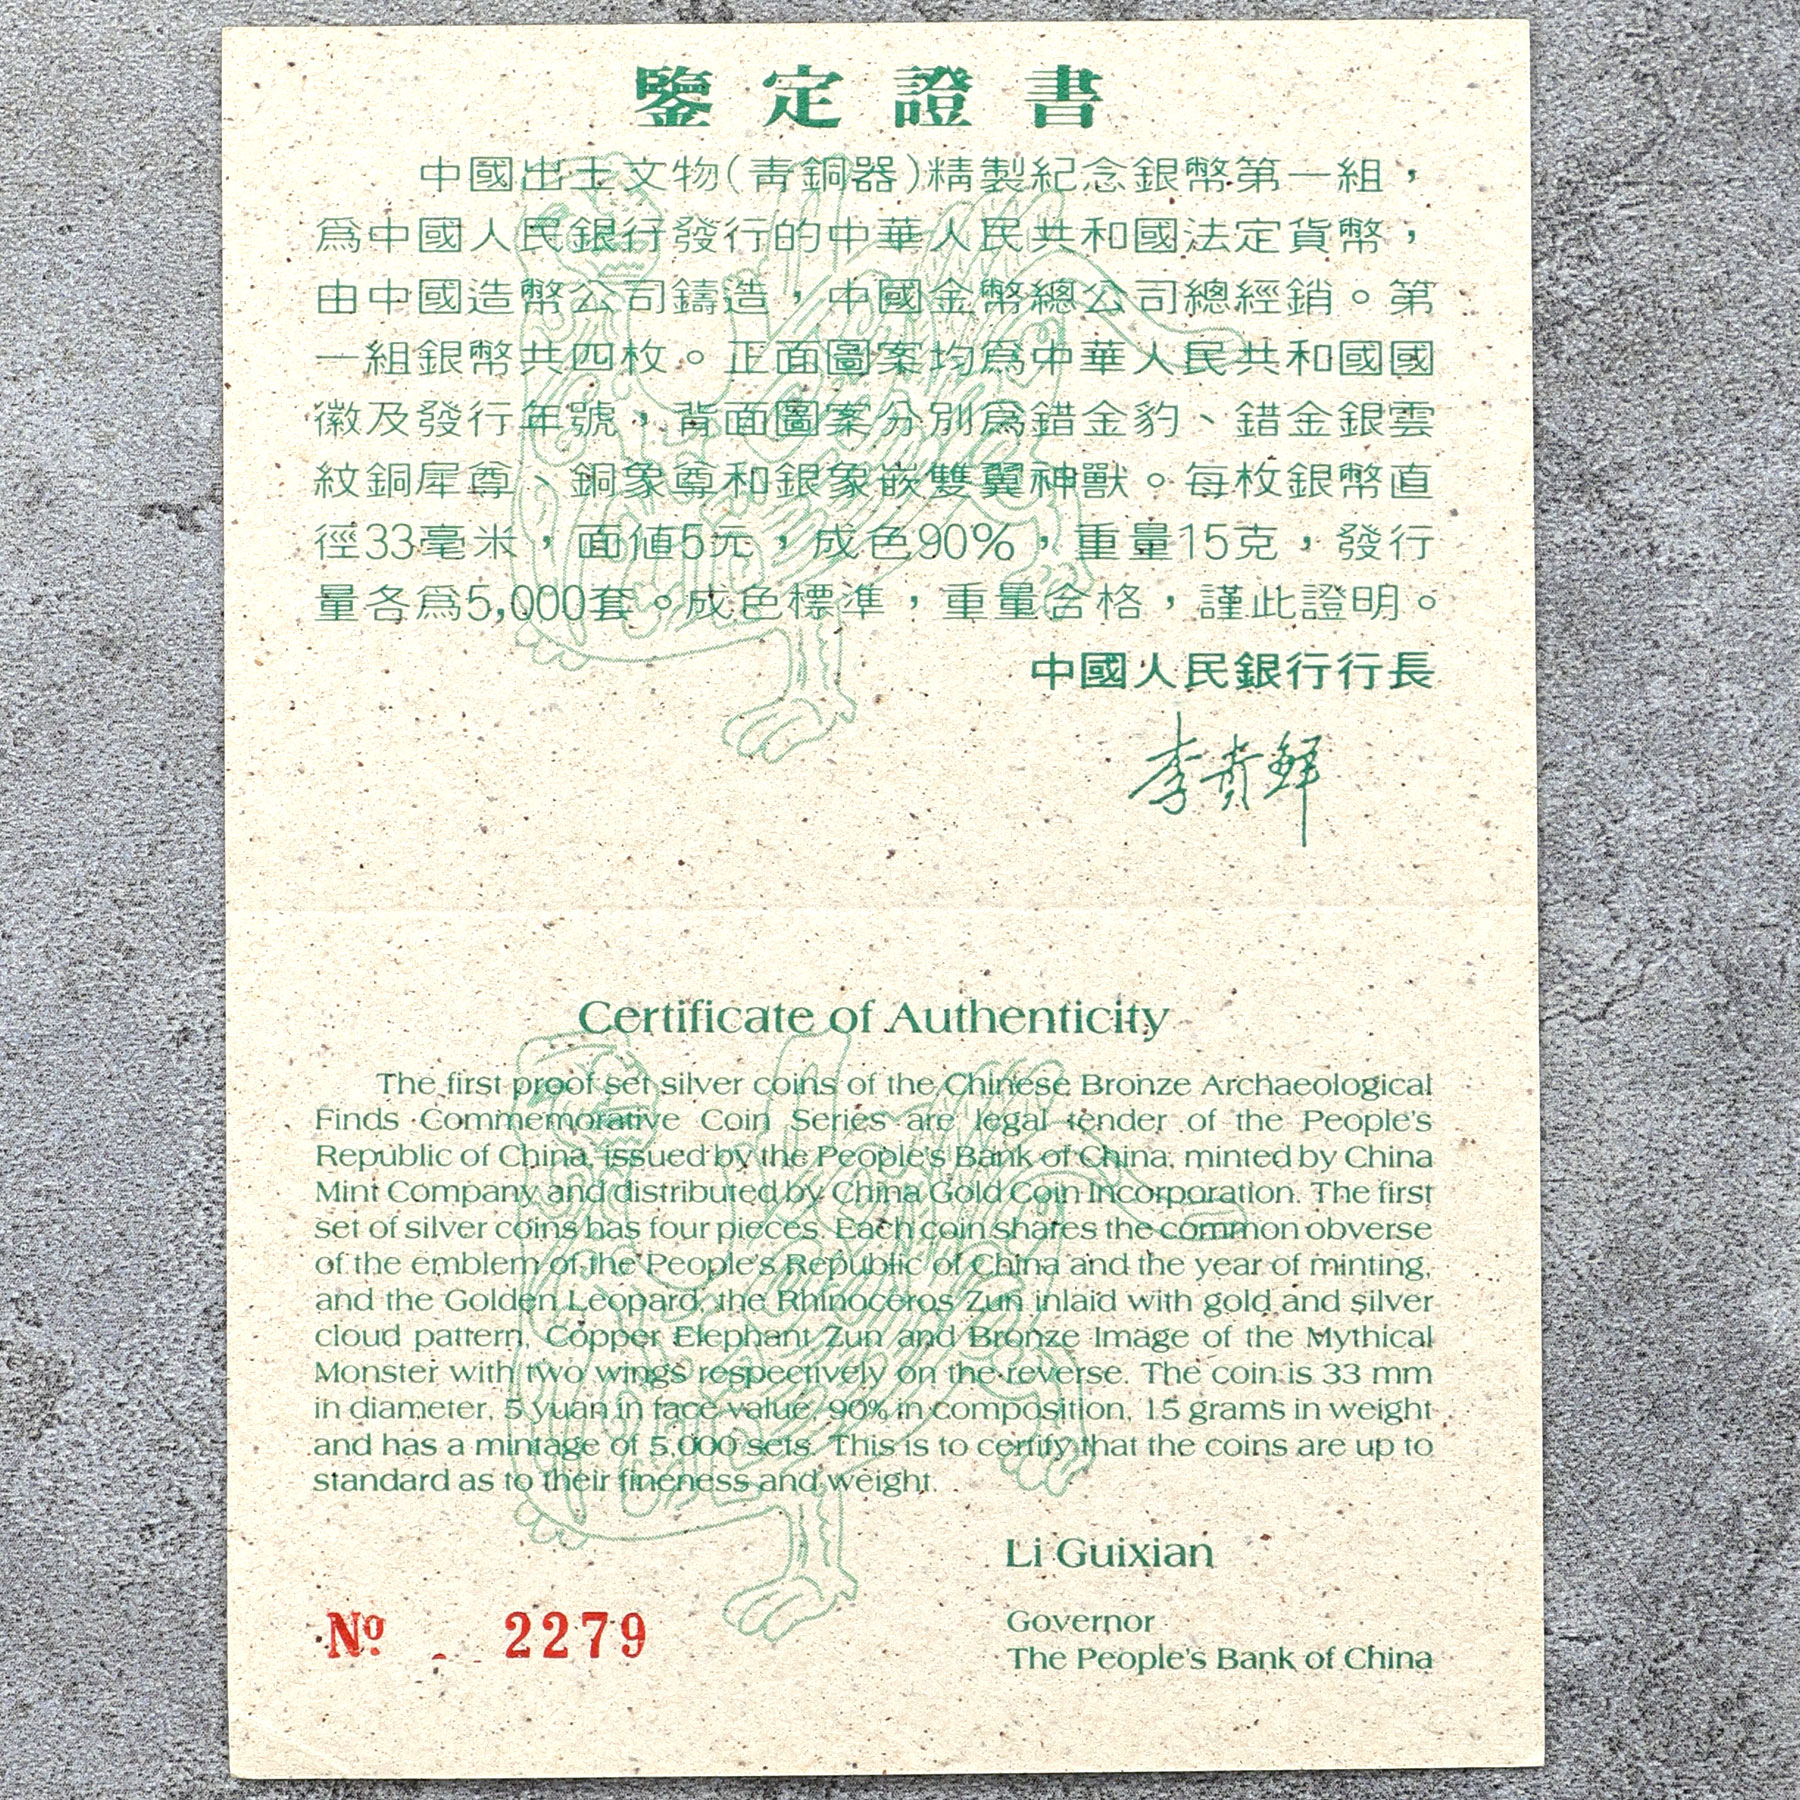 鑒定證書
中國出土文物(青銅器)精製紀念銀幣第一組，
爲中國人民銀行發行的中華人民共和國法定貨幣，
由中國造幣公司鑄造，中國金幣總公司總經銷。第
一組銀幣共四枚。正面圖案均爲中華人民共和國國
徽及發行年號，背面圖案分別爲錯金豹、錯金銀雲
紋銅犀尊、銅象尊和銀象嵌雙翼神獸。每枚銀幣直
徑33毫米，面值5元，成色90%，重量15克，發行
量各爲5,000套。成色標準，重量合格，謹此證明。
中國人民銀行行長
李貴鮮
Certificate of Authenticity
The first proof set silver coins of the Chinese Bronze Archaeological
Finds Commemorative Coin Series are legal tender of the People's
Republic of China, issued by the People's Bank of China, minted by China
Mint Company and distributed by China Gold Coin Incorporation. The first
set of silver coins has four pieces. Each coin shares the common obverse
of the emblem of the People's Republic of China and the year of minting,
and the Golden Leopard, the Rhinoceros Zun inlaid with gold and silver
cloud pattern, Copper Elephant Zun and Bronze Image of the Mythical
Monster with two wings respectively on the reverse. The coin is 33 mm
in diameter, 5 yuan in face value, 90% in composition, 15 grams in weight
and has a mintage of 5,000 sets. This is to certify that the coins are up to
standard as to their fineness and weight.
Li Guixian
Governor
The People's Bank of China
Nº 2279